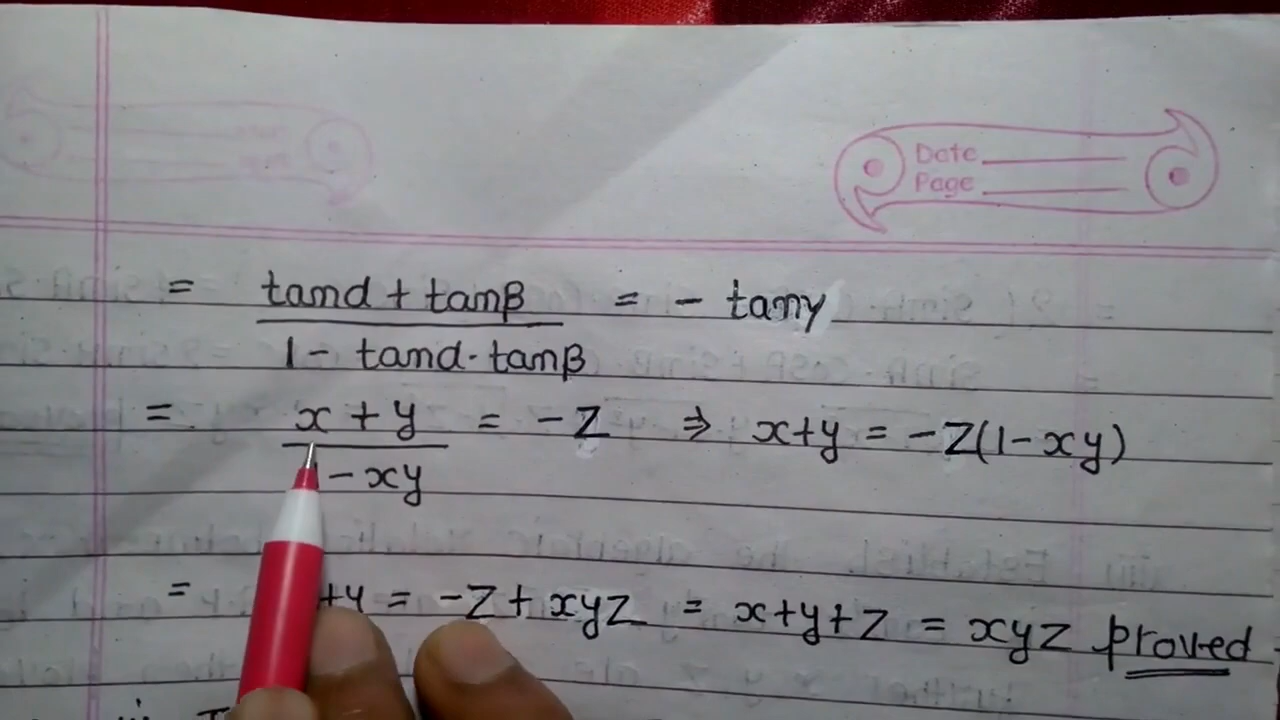 Date
Page
= tanα + tanβ = - tanγ
1 - tanα · tanβ
= x + y = -Z ⇒ x+y = -Z(1-xy)
1 - xy
= +y = -Z + xyz = x+y+z = xyz proved